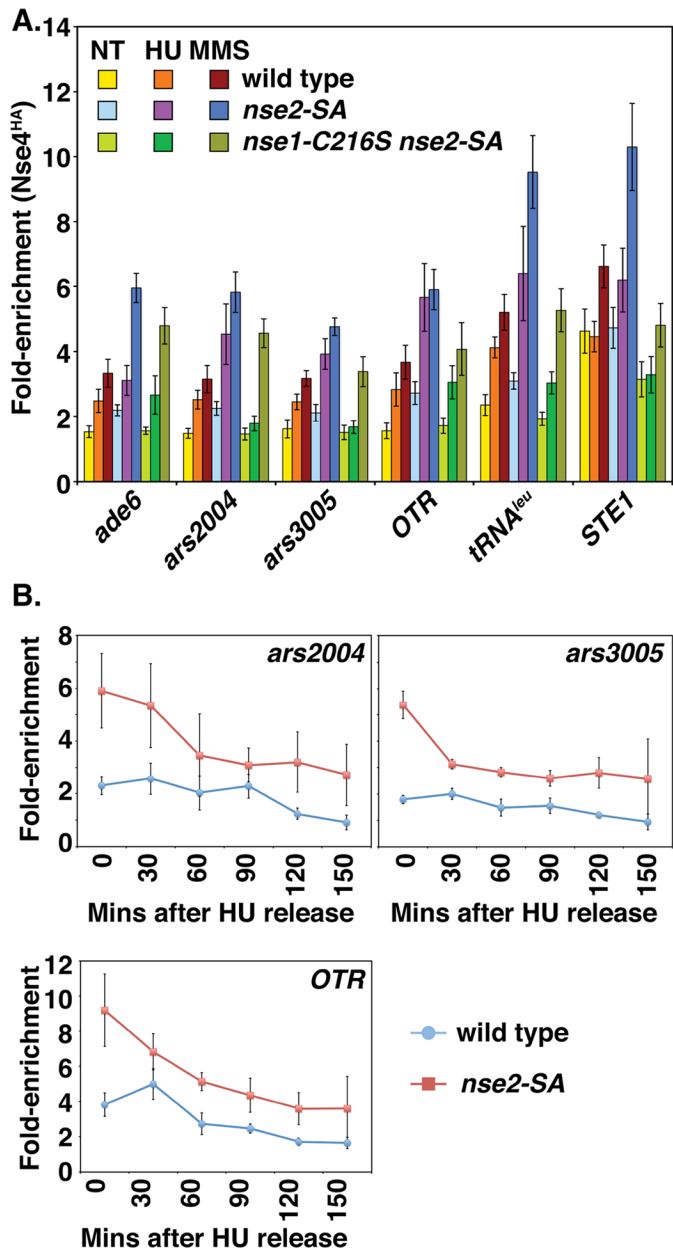 A.
Fold-enrichment (Nse4HA)
14
12
10
8
6
4
2
0
NT HU MMS
wild type
nse2-SA
nse1-C216S nse2-SA
ade6
ars2004
ars3005
OTR
tRNAleu
STE1
B.
Fold-enrichment
8
6
4
2
0
ars2004
0 30 60 90 120 150
Mins after HU release
ars3005
0 30 60 90 120 150
Mins after HU release
Fold-enrichment
12
10
8
6
4
2
0
OTR
0 30 60 90 120 150
Mins after HU release
wild type
nse2-SA